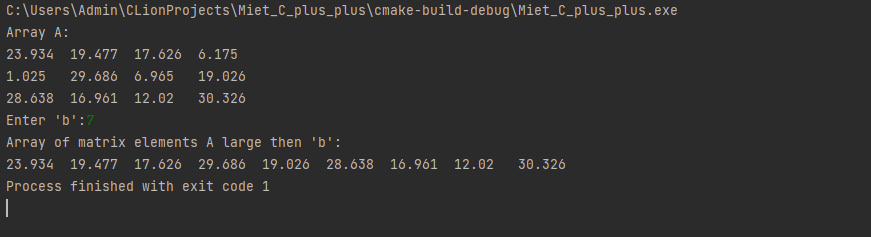 C:\Users\Admin\CLionProjects\Miet_C_plus_plus\cmake-build-debug\Miet_C_plus_plus.exe
Array A:
23.934  19.477  17.626  6.175
1.025   29.686  6.965   19.026
28.638  16.961  12.02   30.326
Enter 'b':7
Array of matrix elements A large then 'b':
23.934  19.477  17.626  29.686  19.026  28.638  16.961  12.02   30.326
Process finished with exit code 1